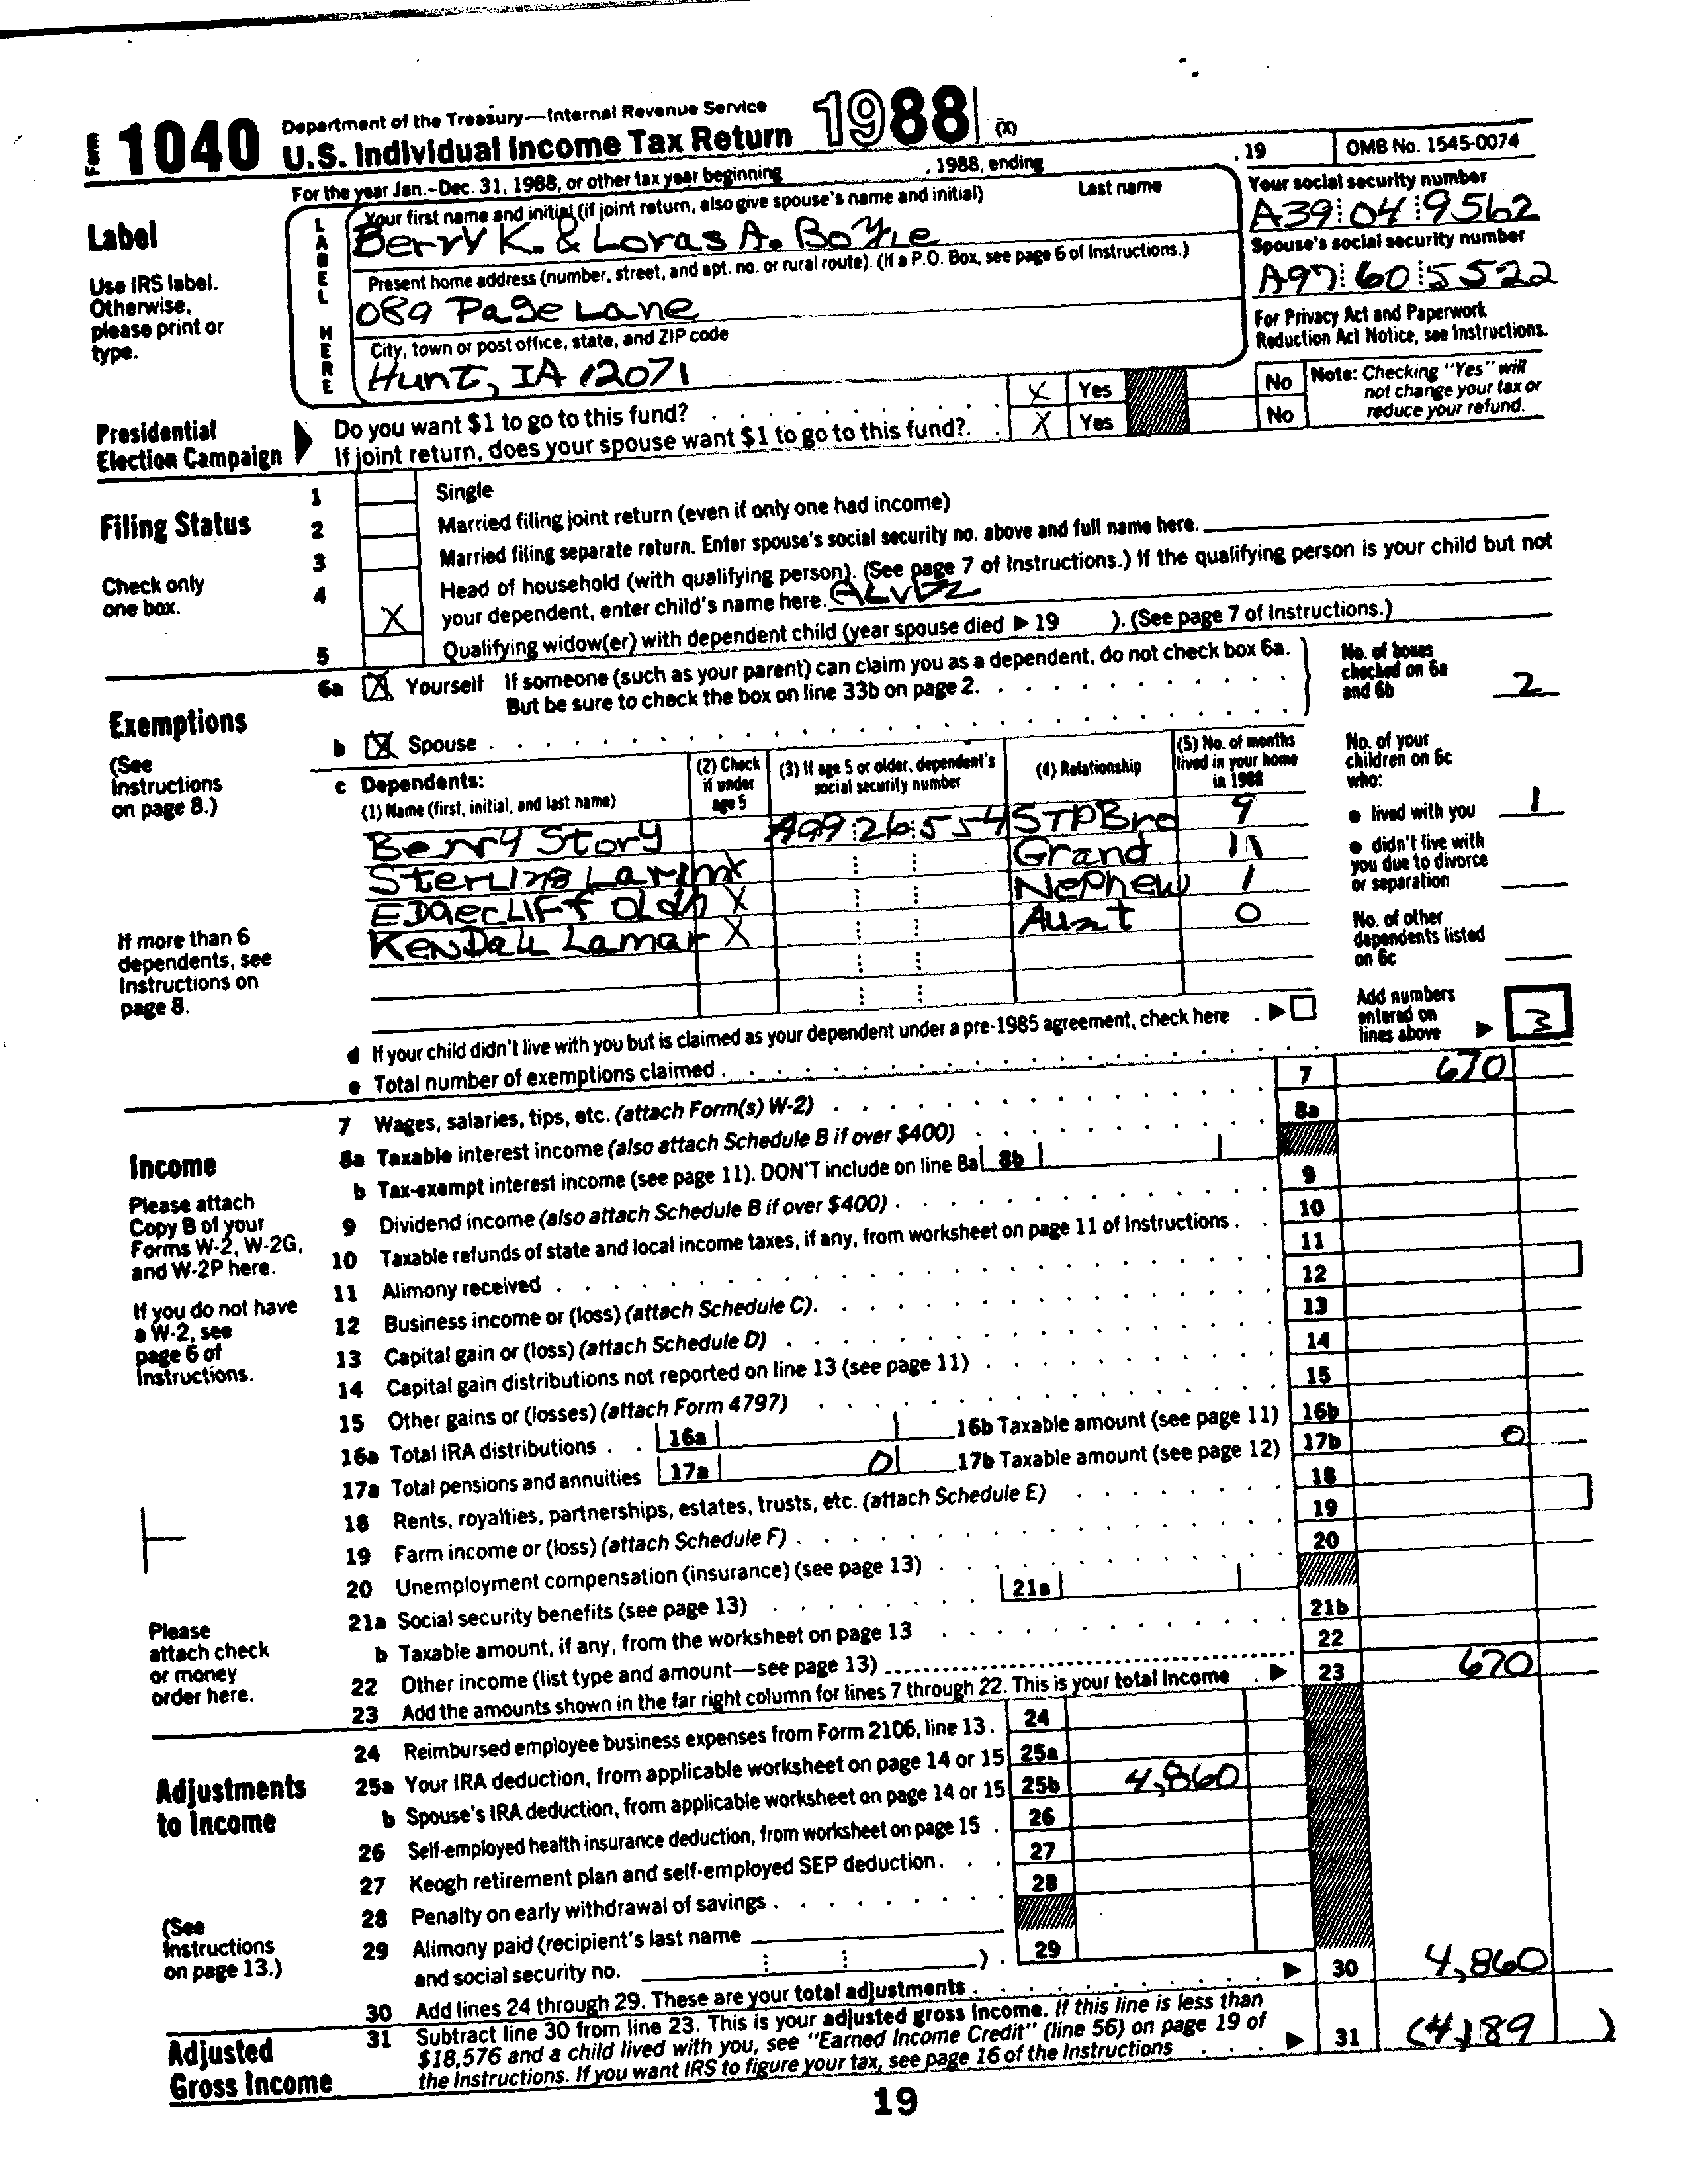 Form 1040 Department of the Treasury—Internal Revenue Service
U.S. Individual Income Tax Return 1988 (X)
For the year Jan.-Dec. 31, 1988, or other tax year beginning , 1988, ending , 19 OMB No. 1545-0074
Label
Use IRS label.
Otherwise,
please print or
type.
LABEL HERE
Your first name and initial (if joint return, also give spouse's name and initial) Last name
Berry K. & Loras A. Boyle
Your social security number
A39 04 9562
Present home address (number, street, and apt. no. or rural route). (If a P.O. Box, see page 6 of Instructions.)
089 Page Lane
Spouse's social security number
A97 60 5522
City, town or post office, state, and ZIP code
Hunt, IA 12071
For Privacy Act and Paperwork
Reduction Act Notice, see Instructions.
Presidential
Election Campaign
Do you want $1 to go to this fund? X Yes No
If joint return, does your spouse want $1 to go to this fund?. X Yes No
Note: Checking "Yes" will
not change your tax or
reduce your refund.
Filing Status
Check only
one box.
1 Single
2 Married filing joint return (even if only one had income)
3 Married filing separate return. Enter spouse's social security no. above and full name here.
4 Head of household (with qualifying person). (See page 7 of Instructions.) If the qualifying person is your child but not
X your dependent, enter child's name here.
5 Qualifying widow(er) with dependent child (year spouse died ▶ 19 ). (See page 7 of Instructions.)
Exemptions
(See
Instructions
on page 8.)
6a X Yourself If someone (such as your parent) can claim you as a dependent, do not check box 6a.
But be sure to check the box on line 33b on page 2.
b X Spouse
No. of boxes
checked on 6a
and 6b 2
c Dependents:
(1) Name (first, initial, and last name)
(2) Check
if under
age 5
(3) If age 5 or older, dependent's
social security number
(4) Relationship
(5) No. of months
lived in your home
in 1988
Berry Story A99 26 554 STPBro 9
Sterling Larim X Grand 11
Edgecliff Oldh X Nephew 1
Kendall Lamar X Aunt 0
No. of your
children on 6c
who:
● lived with you 1
● didn't live with
you due to divorce
or separation
No. of other
dependents listed
on 6c
If more than 6
dependents, see
Instructions on
page 8.
d If your child didn't live with you but is claimed as your dependent under a pre-1985 agreement, check here . ▶
e Total number of exemptions claimed
Add numbers
entered on
lines above ▶ 3
Income
Please attach
Copy B of your
Forms W-2, W-2G,
and W-2P here.
If you do not have
a W-2, see
page 6 of
Instructions.
Please
attach check
or money
order here.
7 Wages, salaries, tips, etc. (attach Form(s) W-2) 7 670
8a Taxable interest income (also attach Schedule B if over $400) 8a
b Tax-exempt interest income (see page 11). DON'T include on line 8a 8b
9 Dividend income (also attach Schedule B if over $400) 9
10 Taxable refunds of state and local income taxes, if any, from worksheet on page 11 of Instructions 10
11 Alimony received 11
12 Business income or (loss) (attach Schedule C). 12
13 Capital gain or (loss) (attach Schedule D) 13
14 Capital gain distributions not reported on line 13 (see page 11) 14
15 Other gains or (losses) (attach Form 4797) 15
16a Total IRA distributions 16a 16b Taxable amount (see page 11) 16b
17a Total pensions and annuities 17a 0 17b Taxable amount (see page 12) 17b 0
18 Rents, royalties, partnerships, estates, trusts, etc. (attach Schedule E) 18
19 Farm income or (loss) (attach Schedule F) 19
20 Unemployment compensation (insurance) (see page 13) 20
21a Social security benefits (see page 13) 21a
b Taxable amount, if any, from the worksheet on page 13 21b
22 Other income (list type and amount—see page 13) 22
23 Add the amounts shown in the far right column for lines 7 through 22. This is your total income ▶ 23 670
Adjustments
to Income
(See
Instructions
on page 13.)
24 Reimbursed employee business expenses from Form 2106, line 13. 24
25a Your IRA deduction, from applicable worksheet on page 14 or 15 25a
b Spouse's IRA deduction, from applicable worksheet on page 14 or 15 25b 4,860
26 Self-employed health insurance deduction, from worksheet on page 15 26
27 Keogh retirement plan and self-employed SEP deduction 27
28 Penalty on early withdrawal of savings 28
29 Alimony paid (recipient's last name
and social security no. ) 29
30 Add lines 24 through 29. These are your total adjustments ▶ 30 4,860
Adjusted
Gross Income
31 Subtract line 30 from line 23. This is your adjusted gross income. If this line is less than
$18,576 and a child lived with you, see "Earned Income Credit" (line 56) on page 19 of
the Instructions. If you want IRS to figure your tax, see page 16 of the Instructions ▶ 31 (4,189 )
19